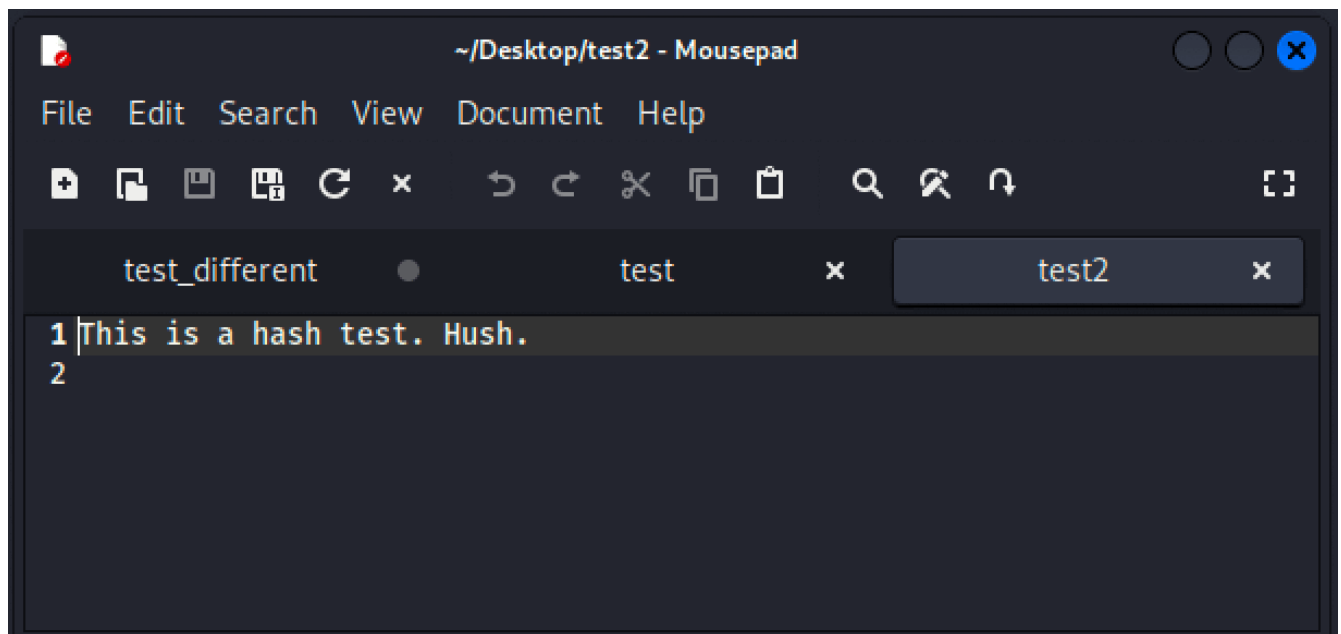 ~/Desktop/test2 - Mousepad
File Edit Search View Document Help
test_different test test2
1 This is a hash test. Hush.
2